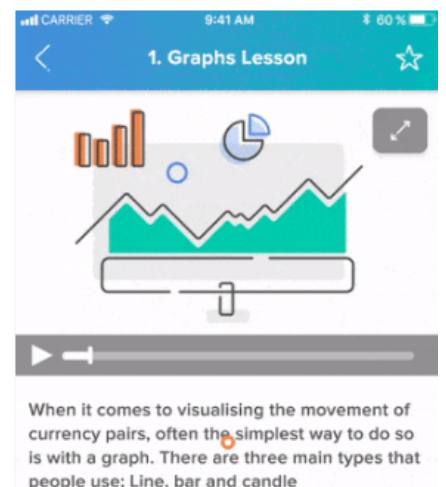 CARRIER 9:41 AM 60 %
1. Graphs Lesson
When it comes to visualising the movement of
currency pairs, often the simplest way to do so
is with a graph. There are three main types that
people use; Line, bar and candle